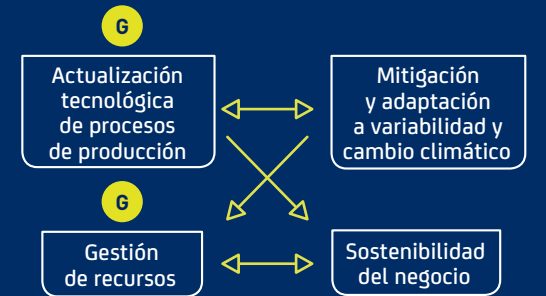 G
Actualización
tecnológica
de procesos
de producción
Mitigación
y adaptación
a variabilidad y
cambio climático
G
Gestión
de recursos
Sostenibilidad
del negocio